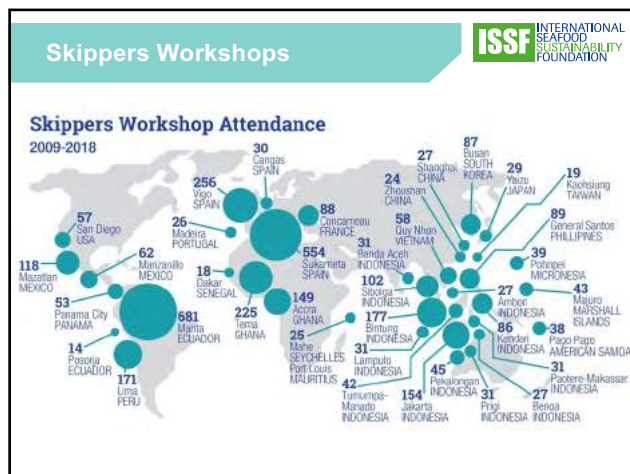 Skippers Workshops
ISSF
INTERNATIONAL
SEAFOOD
SUSTAINABILITY
FOUNDATION
Skippers Workshop Attendance
2009-2018
57
San Diego
USA
118
Mazatlan
MEXICO
62
Manzanillo
MEXICO
53
Panama City
PANAMA
14
Posorja
ECUADOR
681
Manta
ECUADOR
171
Lima
PERU
256
Vigo
SPAIN
30
Cangas
SPAIN
26
Madeira
PORTUGAL
88
Concarneau
FRANCE
554
Sukarrieta
SPAIN
18
Dakar
SENEGAL
225
Tema
GHANA
149
Accra
GHANA
25
Mahe
SEYCHELLES
Port Louis
MAURITIUS
31
Banda Aceh
INDONESIA
102
Sibolga
INDONESIA
177
Bintung
INDONESIA
31
Lampulo
INDONESIA
42
Tumumpa-
Manado
INDONESIA
154
Jakarta
INDONESIA
45
Pekalongan
INDONESIA
31
Prigi
INDONESIA
27
Benoa
INDONESIA
31
Paotere-Makassar
INDONESIA
86
Kendari
INDONESIA
27
Ambon
INDONESIA
58
Quy Nhon
VIETNAM
24
Zhoushan
CHINA
27
Shanghai
CHINA
87
Busan
SOUTH
KOREA
29
Yaizu
JAPAN
19
Kaohsiung
TAIWAN
89
General Santos
PHILLIPINES
39
Pohnpei
MICRONESIA
43
Majuro
MARSHALL
ISLANDS
38
Pago Pago
AMERICAN SAMOA